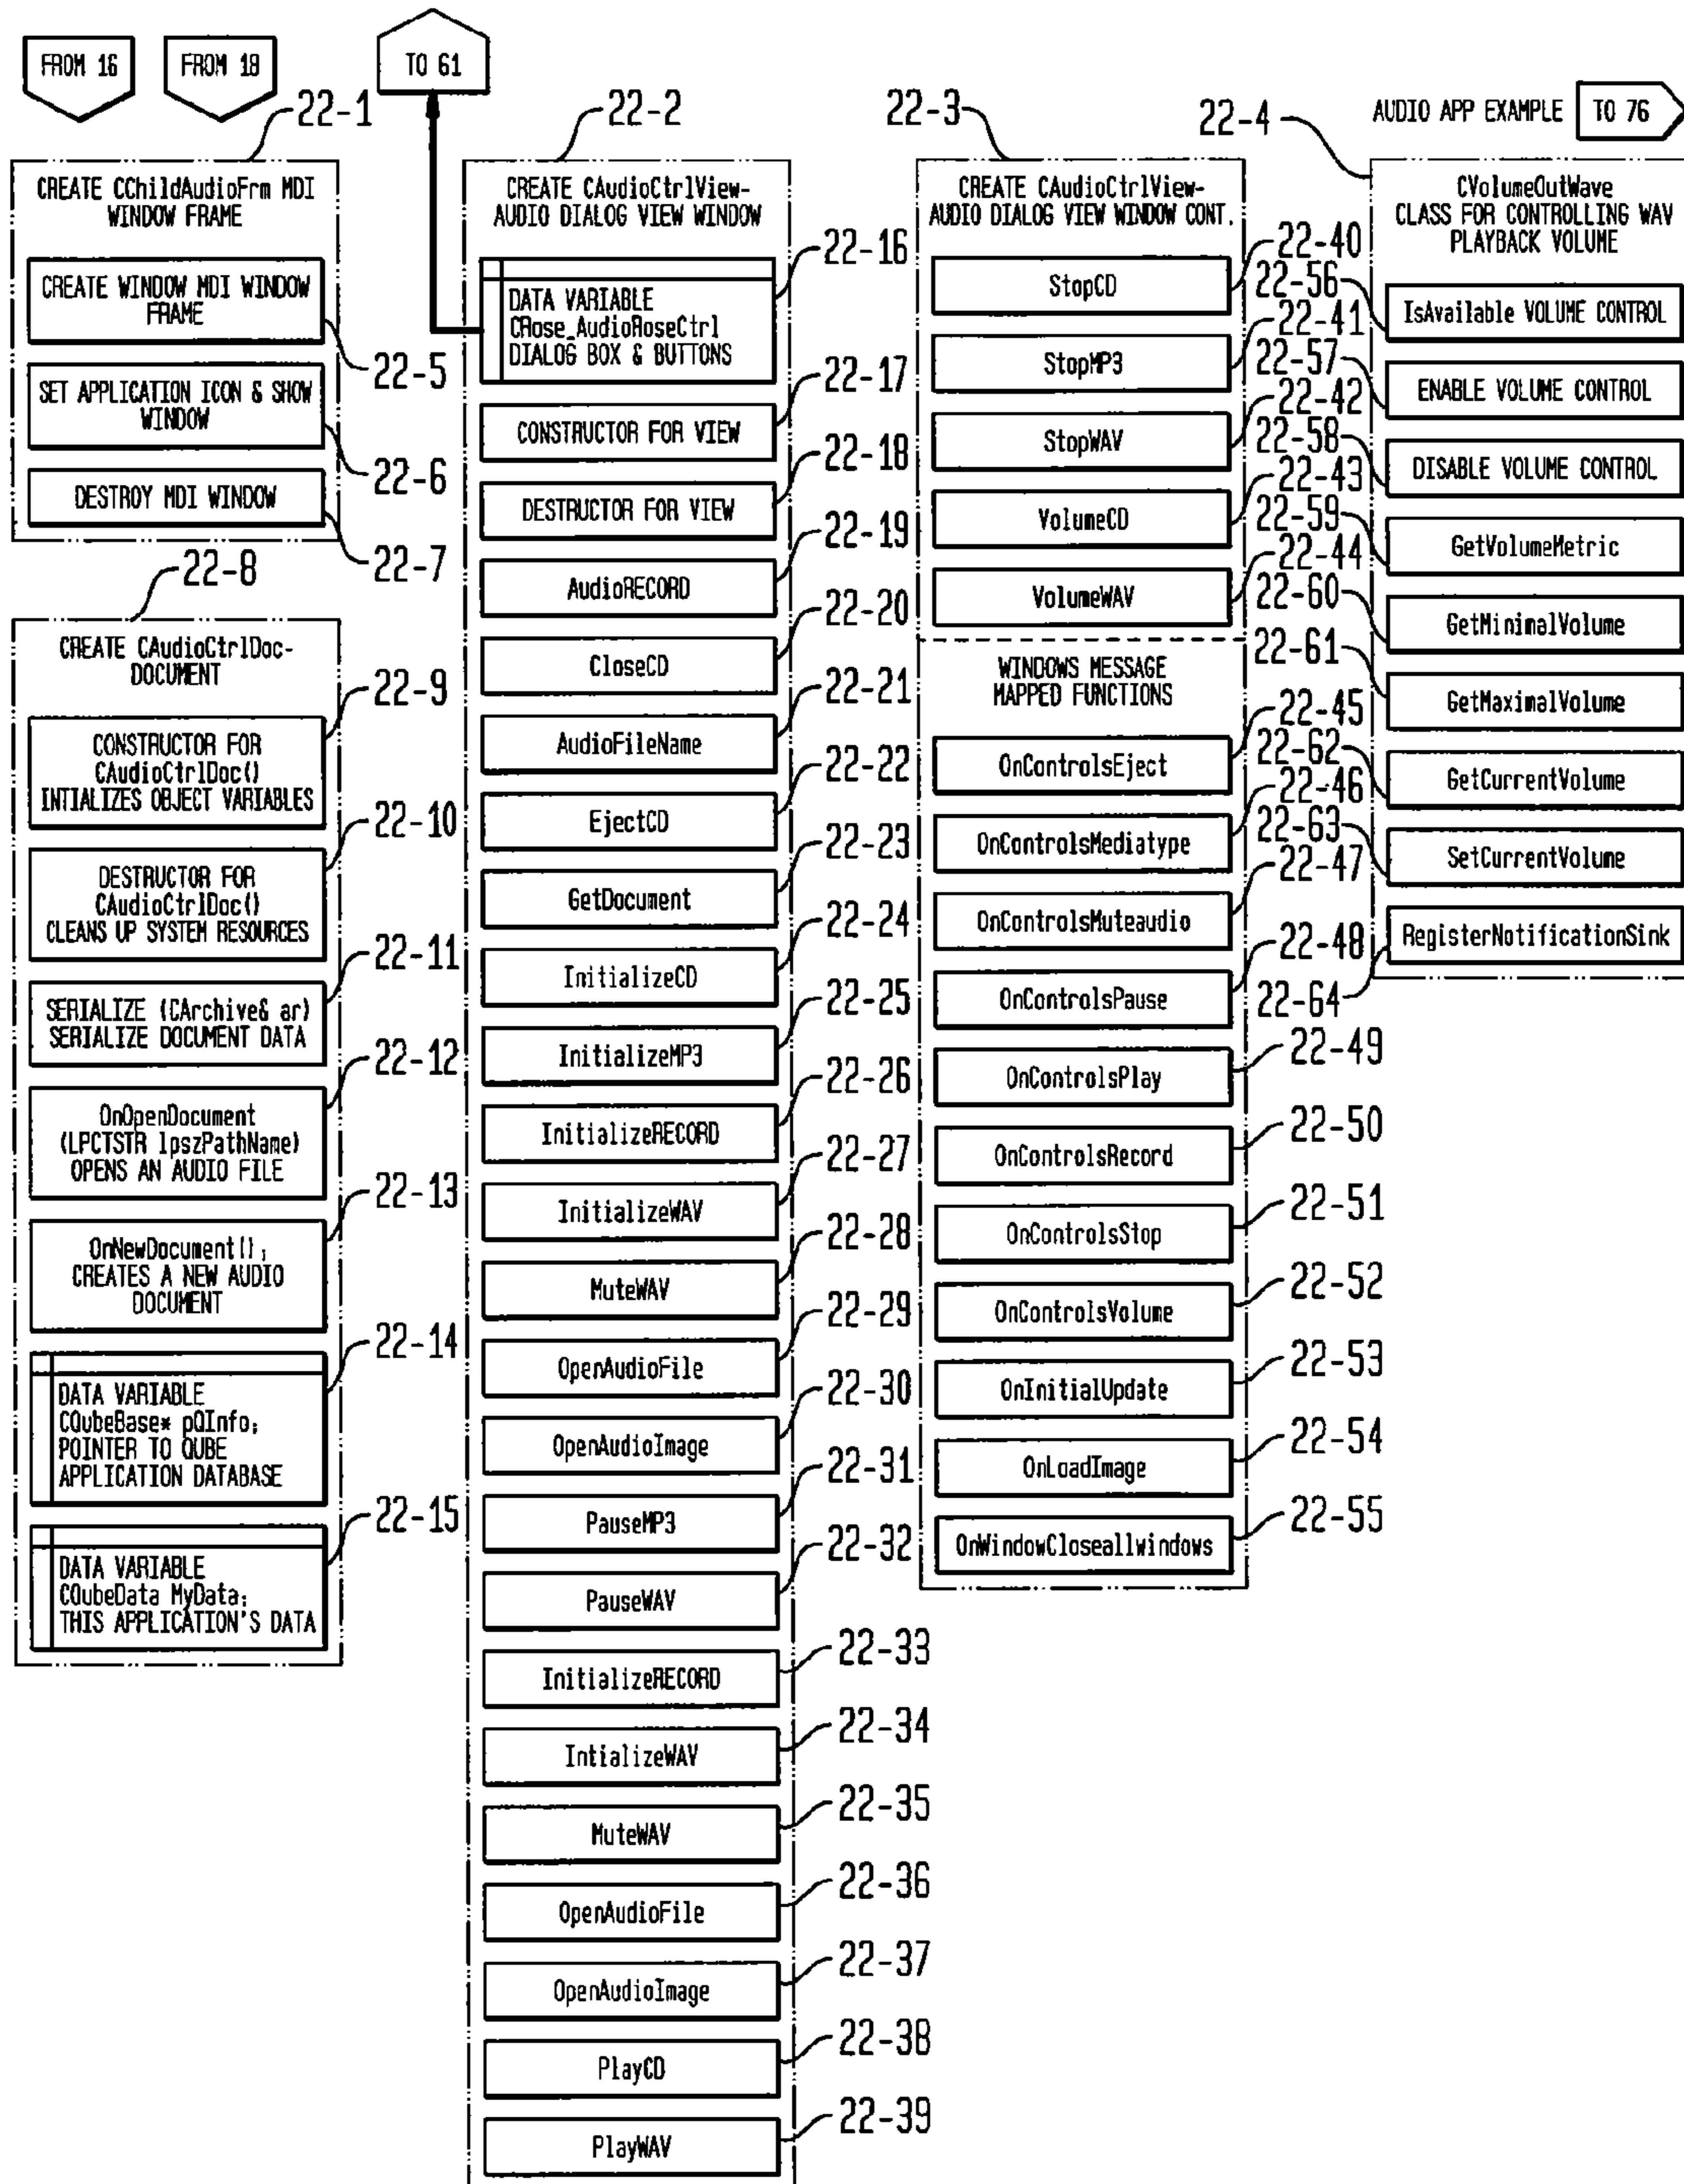 FROM 16
FROM 18
TO 61
22-1
22-2
22-3
22-4
AUDIO APP EXAMPLE
TO 76
CREATE CChildAudioFrm MDI
WINDOW FRAME
CREATE WINDOW MDI WINDOW
FRAME
22-5
SET APPLICATION ICON & SHOW
WINDOW
22-6
DESTROY MDI WINDOW
22-7
22-8
CREATE CAudioCtrlDoc-
DOCUMENT
22-9
CONSTRUCTOR FOR
CAudioCtrlDoc()
INTIALIZES OBJECT VARIABLES
22-10
DESTRUCTOR FOR
CAudioCtrlDoc()
CLEANS UP SYSTEM RESOURCES
22-11
SERIALIZE (CArchive& ar)
SERIALIZE DOCUMENT DATA
22-12
OnOpenDocument
(LPCTSTR lpszPathName)
OPENS AN AUDIO FILE
22-13
OnNewDocument();
CREATES A NEW AUDIO
DOCUMENT
22-14
DATA VARIABLE
CQubeBase* pQInfo;
POINTER TO QUBE
APPLICATION DATABASE
22-15
DATA VARIABLE
CQubeData MyData;
THIS APPLICATION'S DATA
CREATE CAudioCtrlView-
AUDIO DIALOG VIEW WINDOW
22-16
DATA VARIABLE
CRose_AudioRoseCtrl
DIALOG BOX & BUTTONS
22-17
CONSTRUCTOR FOR VIEW
22-18
DESTRUCTOR FOR VIEW
22-19
AudioRECORD
22-20
CloseCD
22-21
AudioFileName
22-22
EjectCD
22-23
GetDocument
22-24
InitializeCD
22-25
InitializeMP3
22-26
InitializeRECORD
22-27
InitializeWAV
22-28
MuteWAV
22-29
OpenAudioFile
22-30
OpenAudioImage
22-31
PauseMP3
22-32
PauseWAV
22-33
InitializeRECORD
22-34
IntializeWAV
22-35
MuteWAV
22-36
OpenAudioFile
22-37
OpenAudioImage
22-38
PlayCD
22-39
PlayWAV
CREATE CAudioCtrlView-
AUDIO DIALOG VIEW WINDOW CONT.
22-40
StopCD
22-41
StopMP3
22-42
StopWAV
22-43
VolumeCD
22-44
VolumeWAV
WINDOWS MESSAGE
MAPPED FUNCTIONS
22-45
OnControlsEject
22-46
OnControlsMediatype
22-47
OnControlsMuteaudio
22-48
OnControlsPause
22-49
OnControlsPlay
22-50
OnControlsRecord
22-51
OnControlsStop
22-52
OnControlsVolume
22-53
OnInitialUpdate
22-54
OnLoadImage
22-55
OnWindowCloseallwindows
CVolumeOutWave
CLASS FOR CONTROLLING WAV
PLAYBACK VOLUME
22-56
IsAvailable VOLUME CONTROL
22-57
ENABLE VOLUME CONTROL
22-58
DISABLE VOLUME CONTROL
22-59
GetVolumeMetric
22-60
GetMinimalVolume
22-61
GetMaximalVolume
22-62
GetCurrentVolume
22-63
SetCurrentVolume
RegisterNotificationSink
22-64